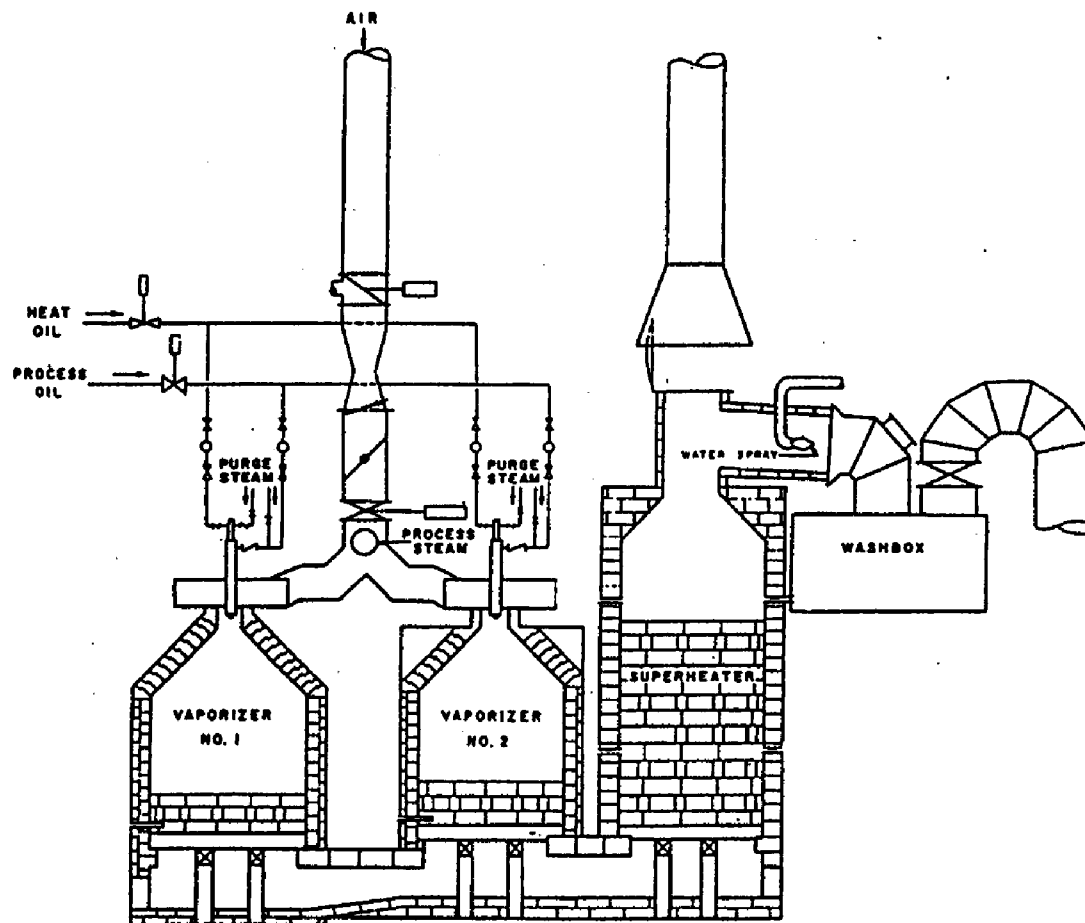 AIR
HEAT
OIL
PROCESS
OIL
PURGE
STEAM
PURGE
STEAM
WATER SPRAY
PROCESS
STEAM
WASHBOX
SUPERHEATER
VAPORIZER
NO. 1
VAPORIZER
NO. 2